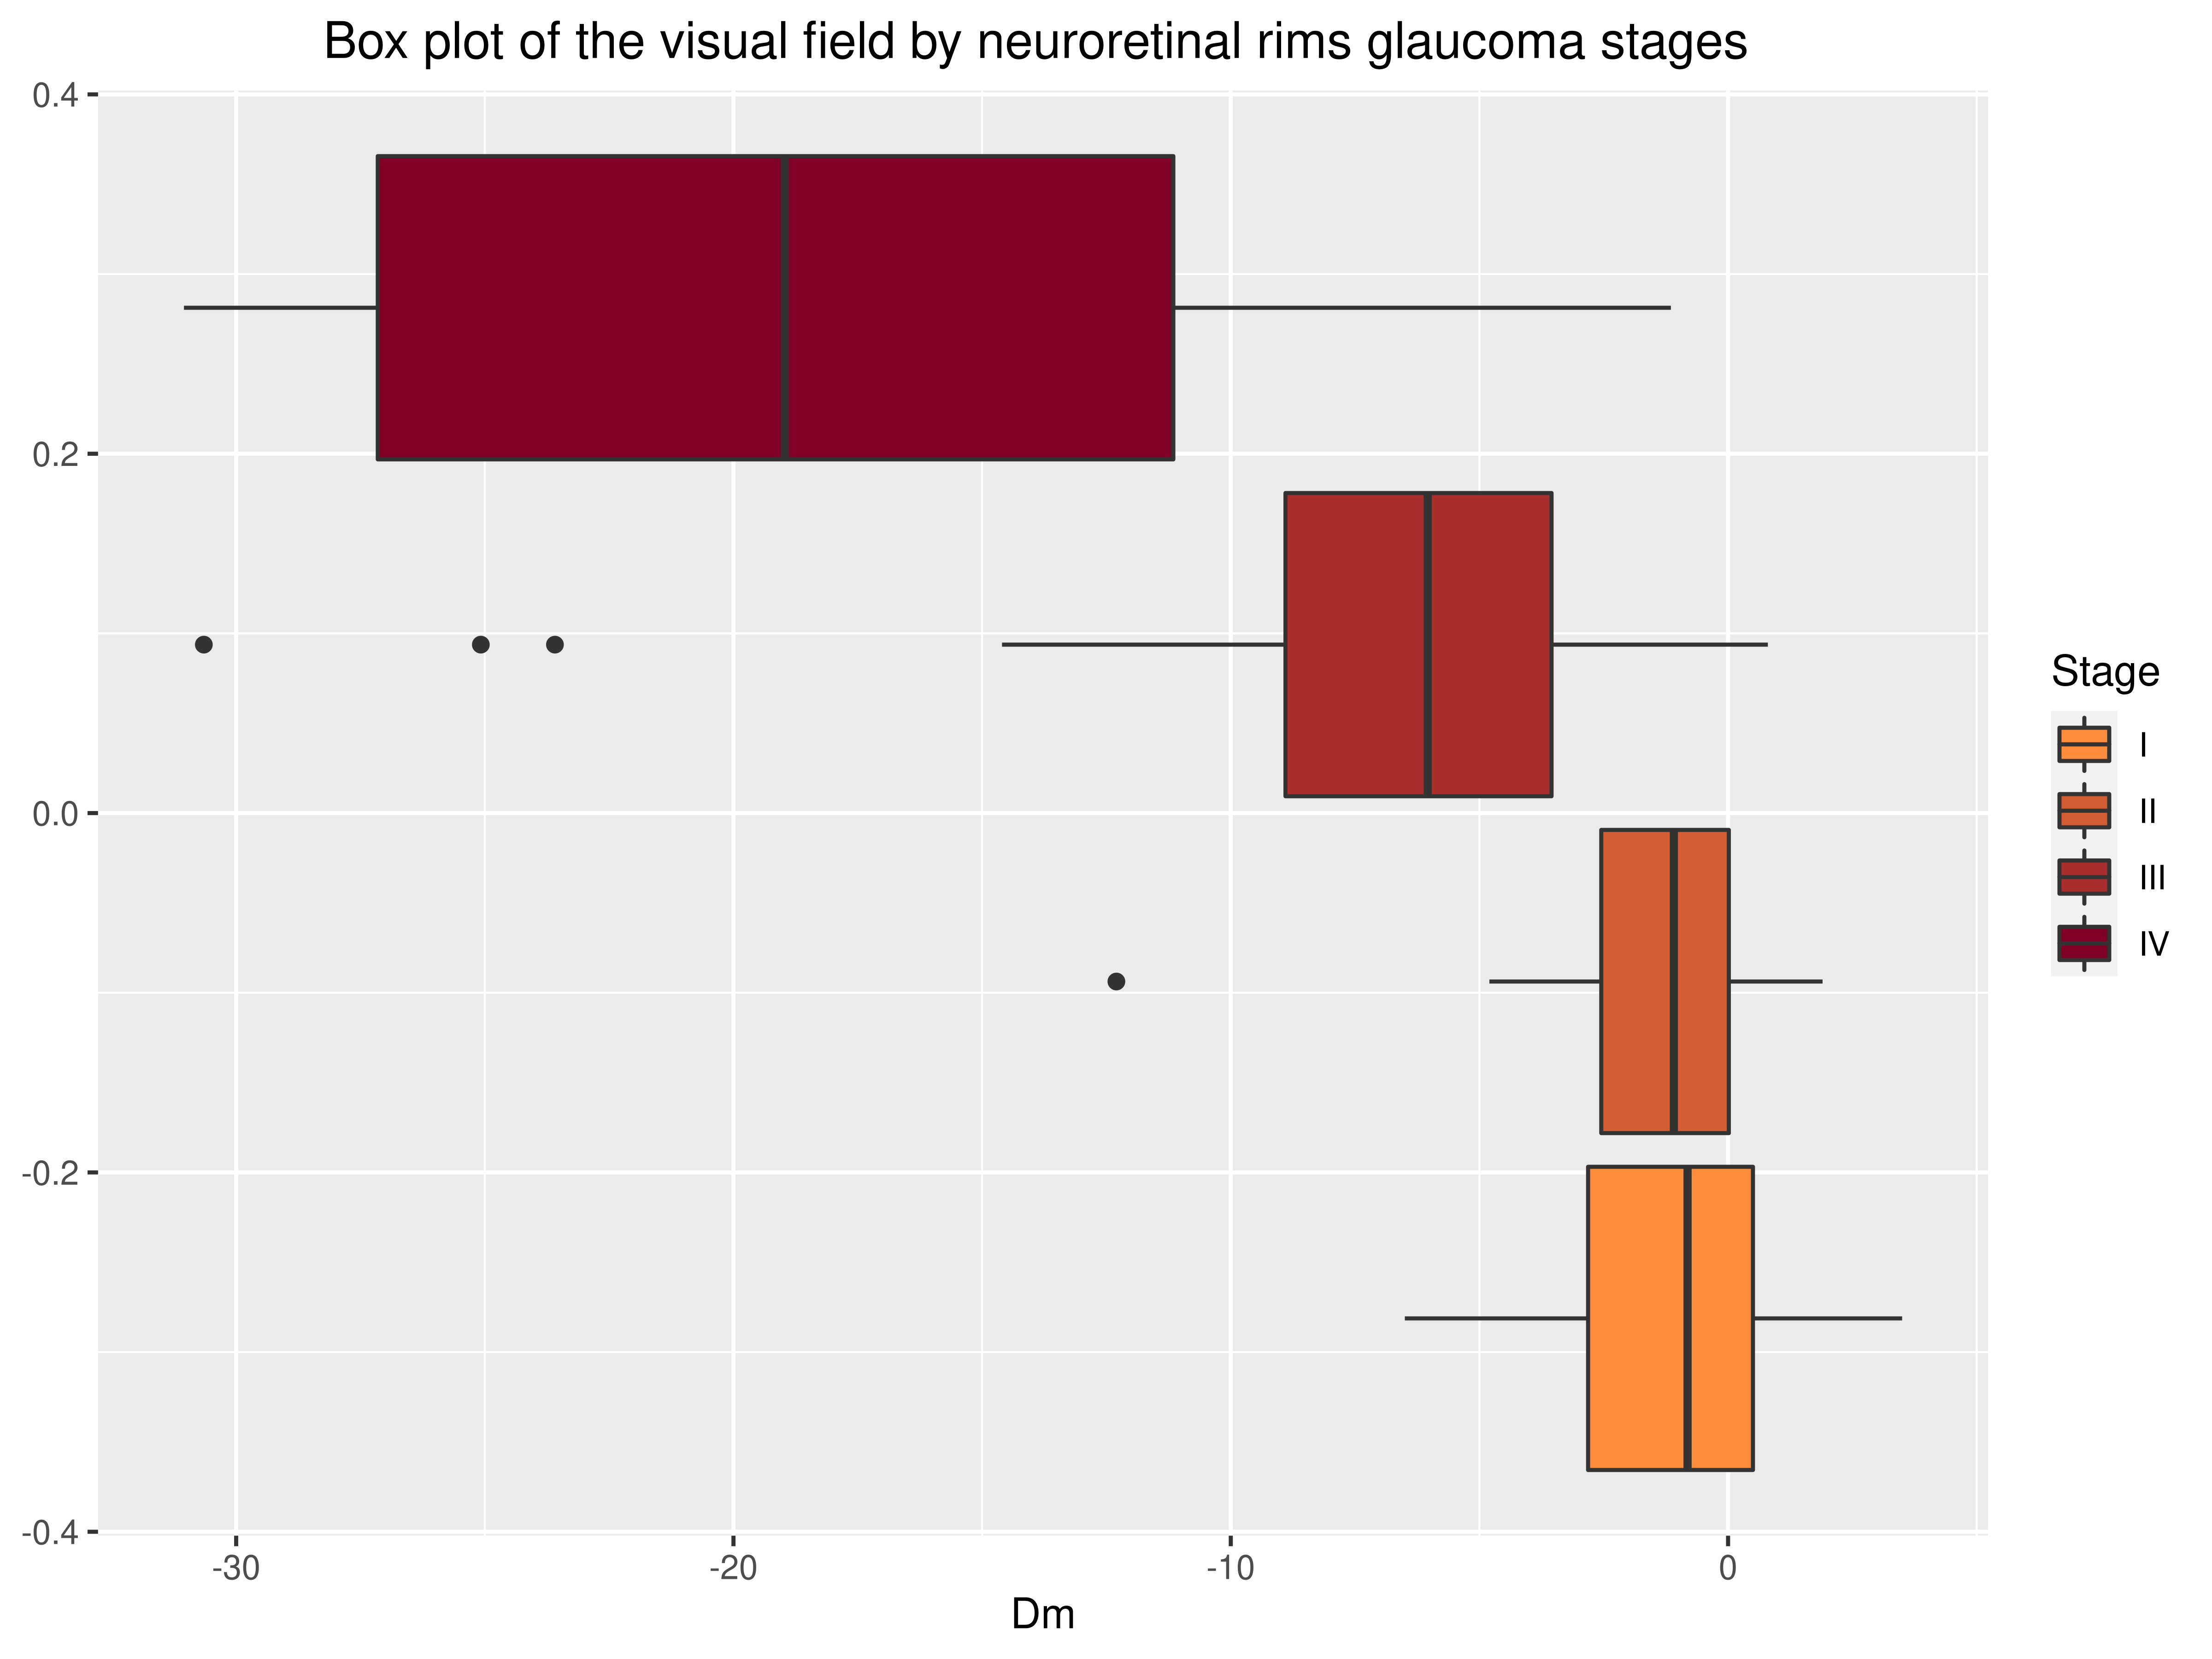 Box plot of the visual field by neuroretinal rims glaucoma stages
0.4
0.2
0.0
-0.2
-0.4
-30 -20 -10 0
Dm
Stage
I
II
III
IV